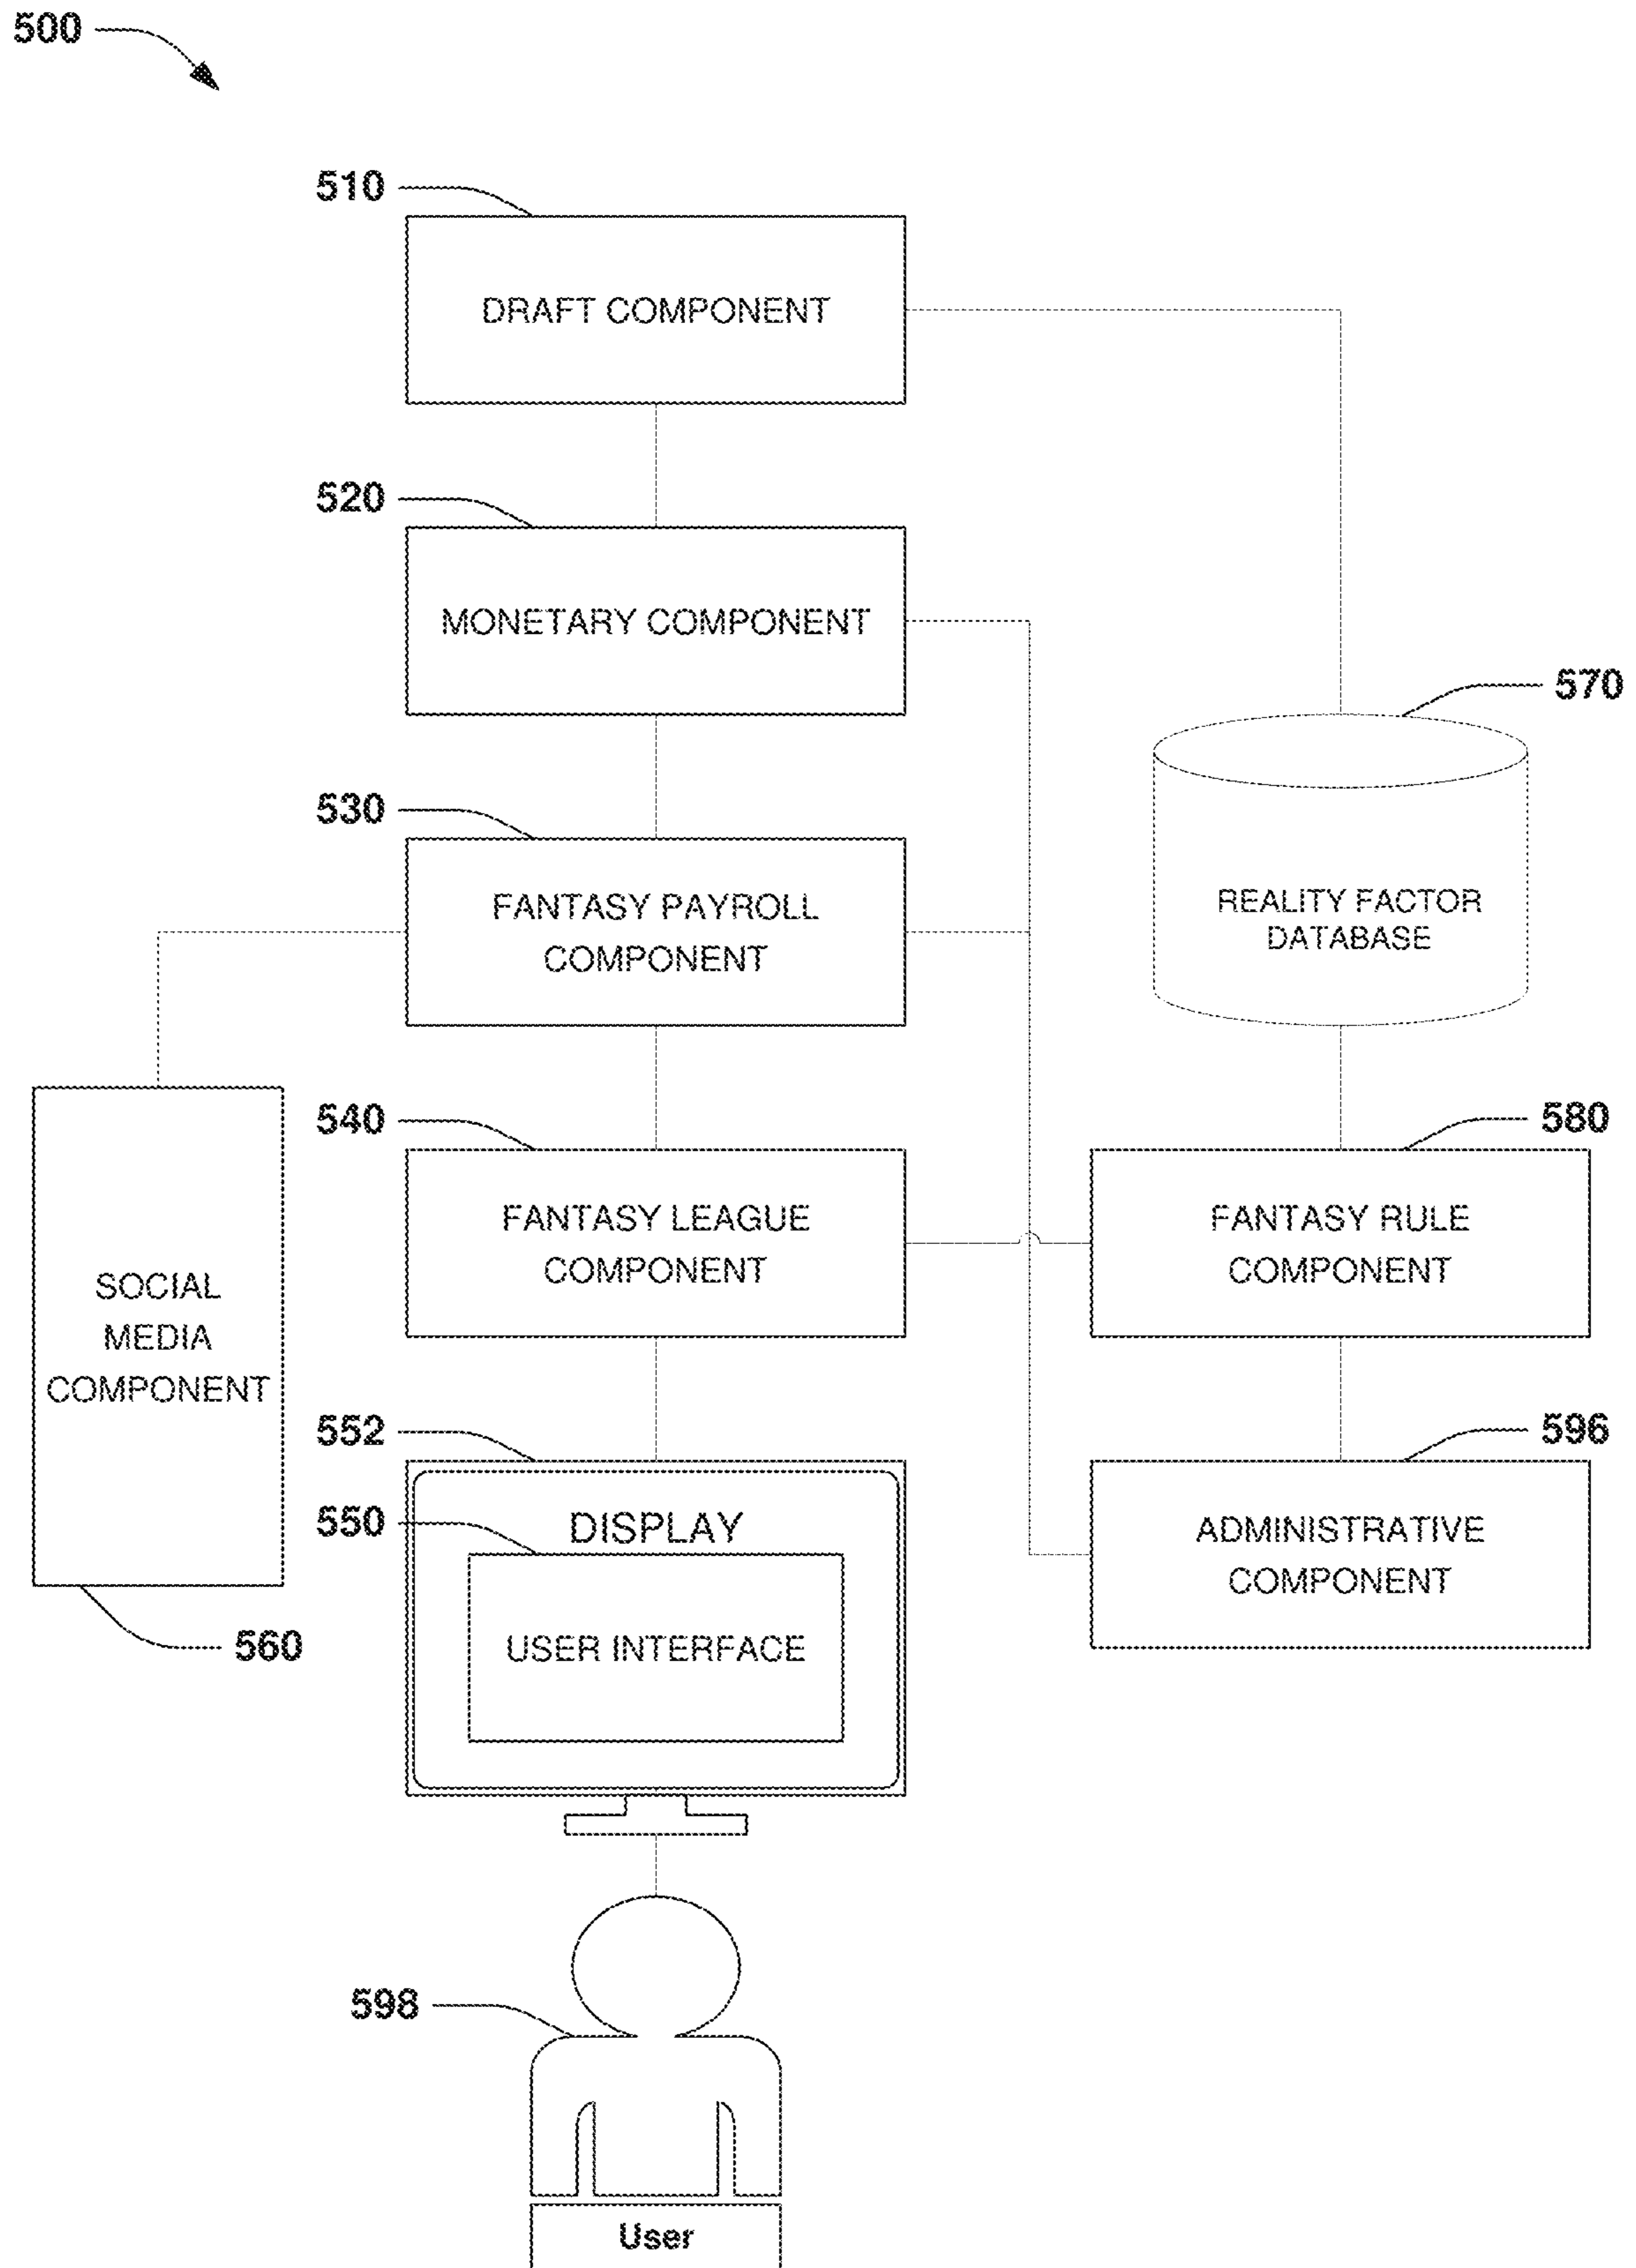 500
510
DRAFT COMPONENT
520
MONETARY COMPONENT
570
530
FANTASY PAYROLL
COMPONENT
REALITY FACTOR
DATABASE
540
FANTASY LEAGUE
COMPONENT
580
FANTASY RULE
COMPONENT
SOCIAL
MEDIA
COMPONENT
560
552
DISPLAY
550
USER INTERFACE
596
ADMINISTRATIVE
COMPONENT
598
User